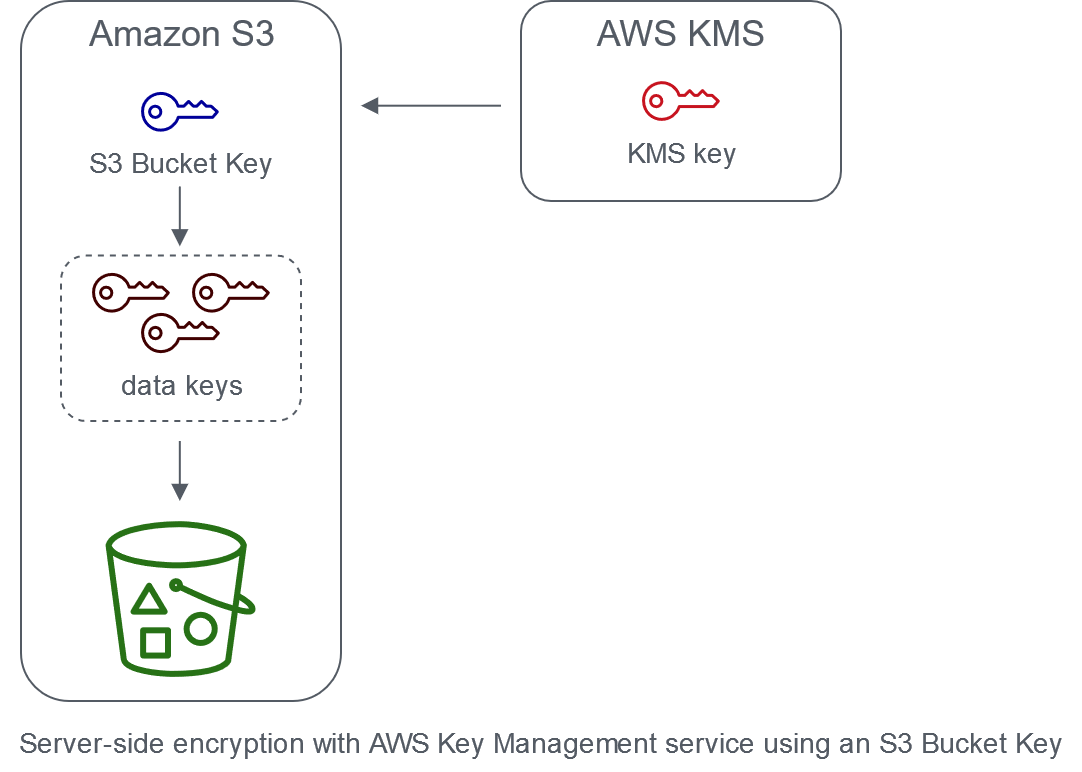 Amazon S3
AWS KMS
S3 Bucket Key
KMS key
data keys
Server-side encryption with AWS Key Management service using an S3 Bucket Key